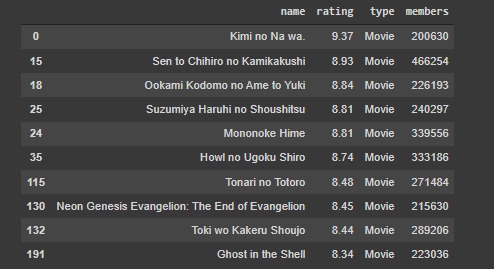 name rating type members
0 Kimi no Na wa. 9.37 Movie 200630
15 Sen to Chihiro no Kamikakushi 8.93 Movie 466254
18 Ookami Kodomo no Ame to Yuki 8.84 Movie 226193
25 Suzumiya Haruhi no Shoushitsu 8.81 Movie 240297
24 Mononoke Hime 8.81 Movie 339556
35 Howl no Ugoku Shiro 8.74 Movie 333186
115 Tonari no Totoro 8.48 Movie 271484
130 Neon Genesis Evangelion: The End of Evangelion 8.45 Movie 215630
132 Toki wo Kakeru Shoujo 8.44 Movie 289206
191 Ghost in the Shell 8.34 Movie 223036